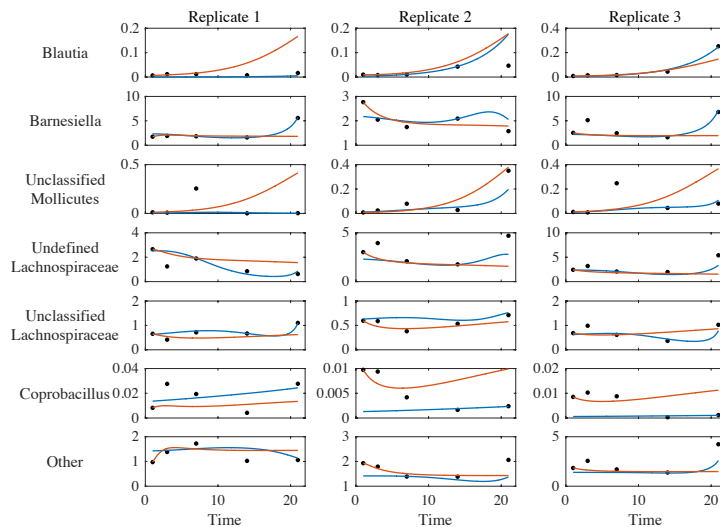 Replicate 1 Replicate 2 Replicate 3
Blautia
0.2 0.1 0
0.2 0.1 0
0.4 0.2 0
Barnesiella
10 5 0
3 2 1
10 5 0
Unclassified
Mollicutes
0.5 0
0.4 0.2 0
0.4 0.2 0
Undefined
Lachnospiraceae
4 2 0
5 0
10 5 0
Unclassified
Lachnospiraceae
2 1 0
1 0.5 0
2 1 0
Coprobacillus
0.04 0.02 0
0.01 0.005 0
0.02 0.01 0
Other
2 1 0
3 2 1
5 0
0 10 20 0 10 20 0 10 20
Time Time Time